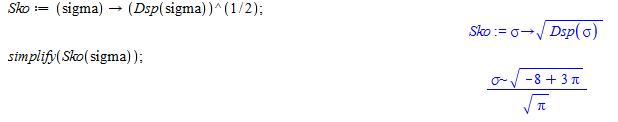 Sko := (sigma) → (Dsp(sigma))^(1/2);
Sko := σ→√Dsp(σ)
simplify(Sko(sigma));
σ~ √−8 + 3 π
√π